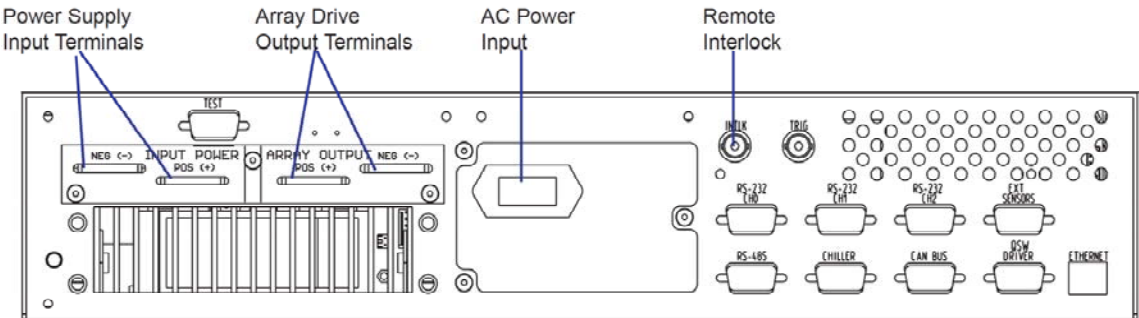 Power Supply
Input Terminals
Array Drive
Output Terminals
AC Power
Input
Remote
Interlock
TEST
NEG (-) INPUT POWER
POS (+)
ARRAY OUTPUT NEG (-)
POS (+)
INTLK
TRIG
RS-232
CH0
RS-232
CH1
RS-232
CH2
EXT
SENSORS
RS-485
CHILLER
CAN BUS
QSW
DRIVER
ETHERNET